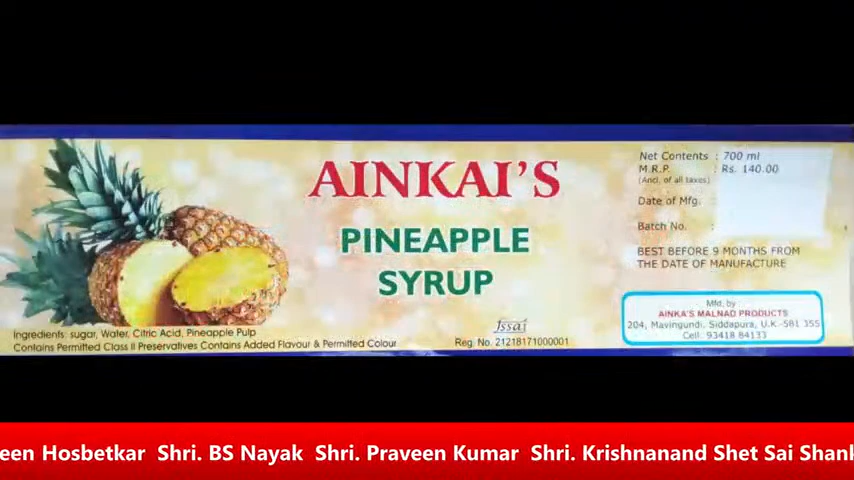 AINKAI'S
PINEAPPLE
SYRUP
Ingredients: sugar, Water, Citric Acid, Pineapple Pulp
Contains Permitted Class II Preservatives Contains Added Flavour & Permitted Colour
fssai
Reg. No. 21218171000001
Net Contents : 700 ml
M.R.P. : Rs. 140.00
(Ancl, of all taxes)
Date of Mfg. :
Batch No. :
BEST BEFORE 9 MONTHS FROM
THE DATE OF MANUFACTURE
Mfd. by
AINKA'S MALNAD PRODUCTS
204, Mavingundi. Siddapura, U.K.-581 355
Cell. 93418 84133
een Hosbetkar Shri. BS Nayak Shri. Praveen Kumar Shri. Krishnanand Shet Sai Shank